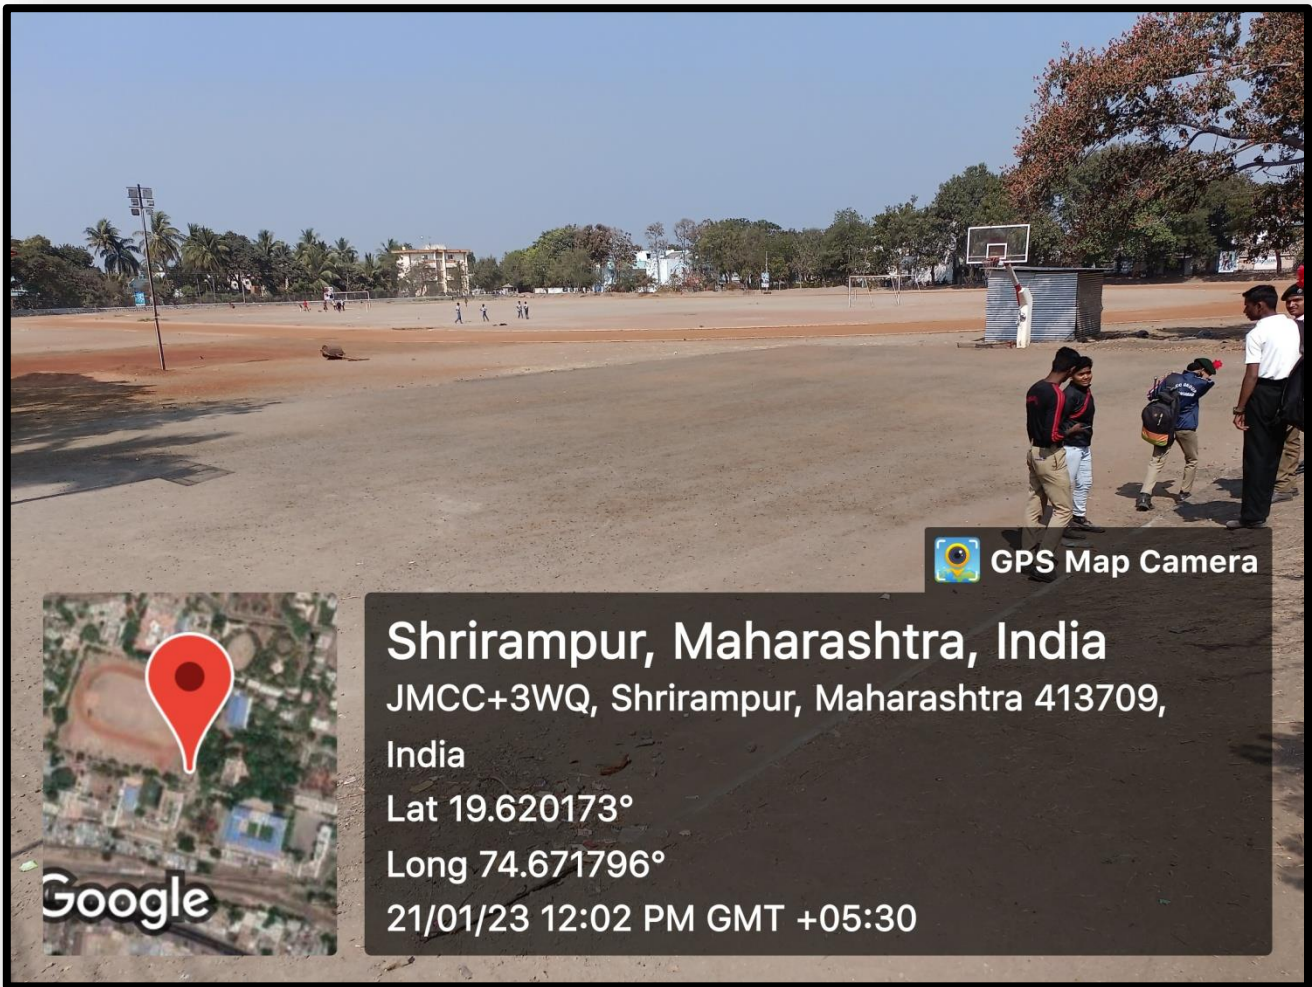 GPS Map Camera
Shrirampur, Maharashtra, India
JMCC+3WQ, Shrirampur, Maharashtra 413709,
India
Lat 19.620173°
Long 74.671796°
21/01/23 12:02 PM GMT +05:30
Google